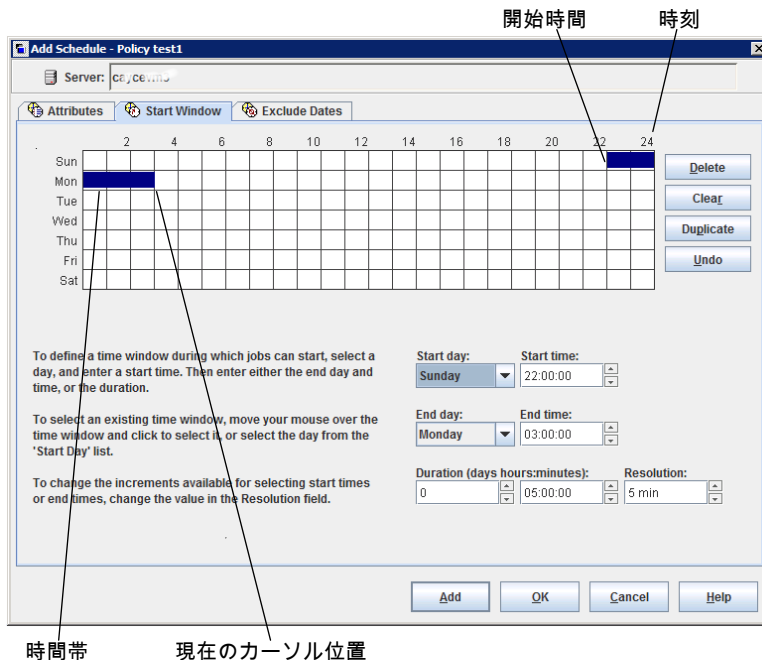 開始時間 時刻
Add Schedule - Policy test1
Server:
Attributes Start Window Exclude Dates
2 4 6 8 10 12 14 16 18 20 22 24
Sun
Mon
Tue
Wed
Thu
Fri
Sat
Delete
Clear
Duplicate
Undo
To define a time window during which jobs can start, select a
day, and enter a start time. Then enter either the end day and
time, or the duration.
To select an existing time window, move your mouse over the
time window and click to select it, or select the day from the
'Start Day' list.
To change the increments available for selecting start times
or end times, change the value in the Resolution field.
Start day: Start time:
Sunday 22:00:00
End day: End time:
Monday 03:00:00
Duration (days hours:minutes): Resolution:
0 05:00:00 5 min
Add OK Cancel Help
時間帯 現在のカーソル位置